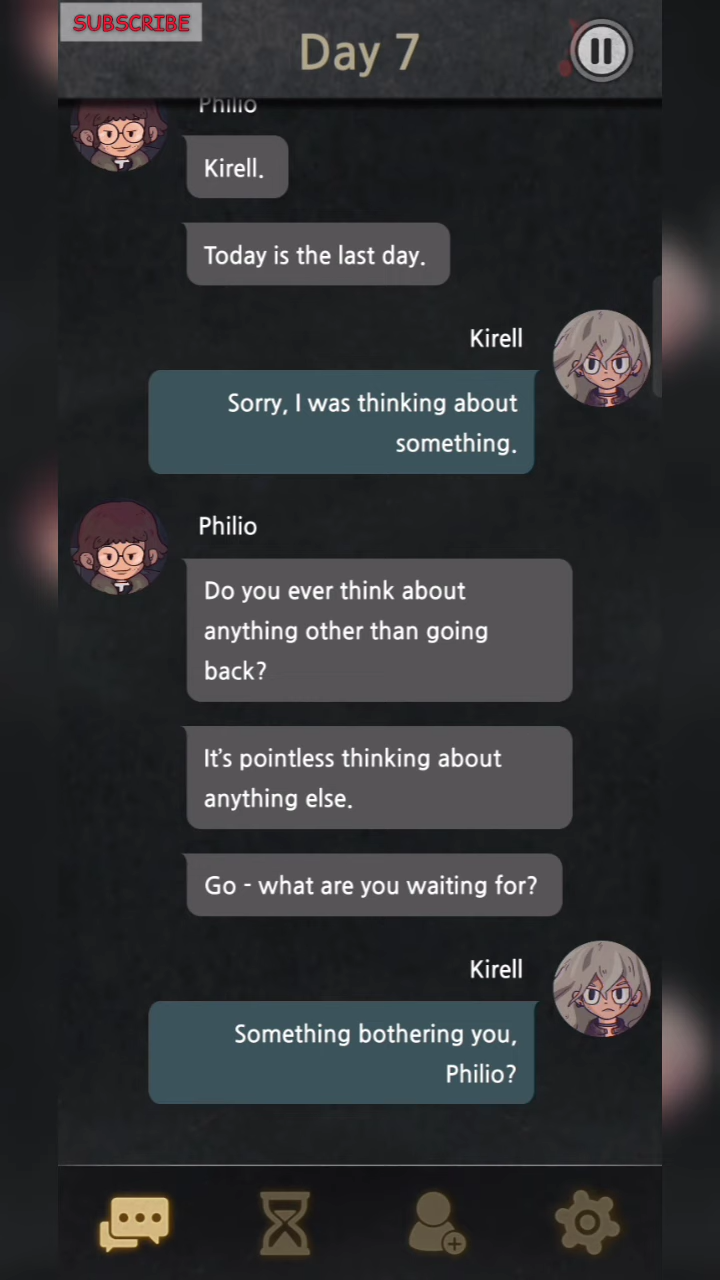 SUBSCRIBE
Day 7
Philio
Kirell.
Today is the last day.
Kirell
Sorry, I was thinking about
something.
Philio
Do you ever think about
anything other than going
back?
It's pointless thinking about
anything else.
Go - what are you waiting for?
Kirell
Something bothering you,
Philio?